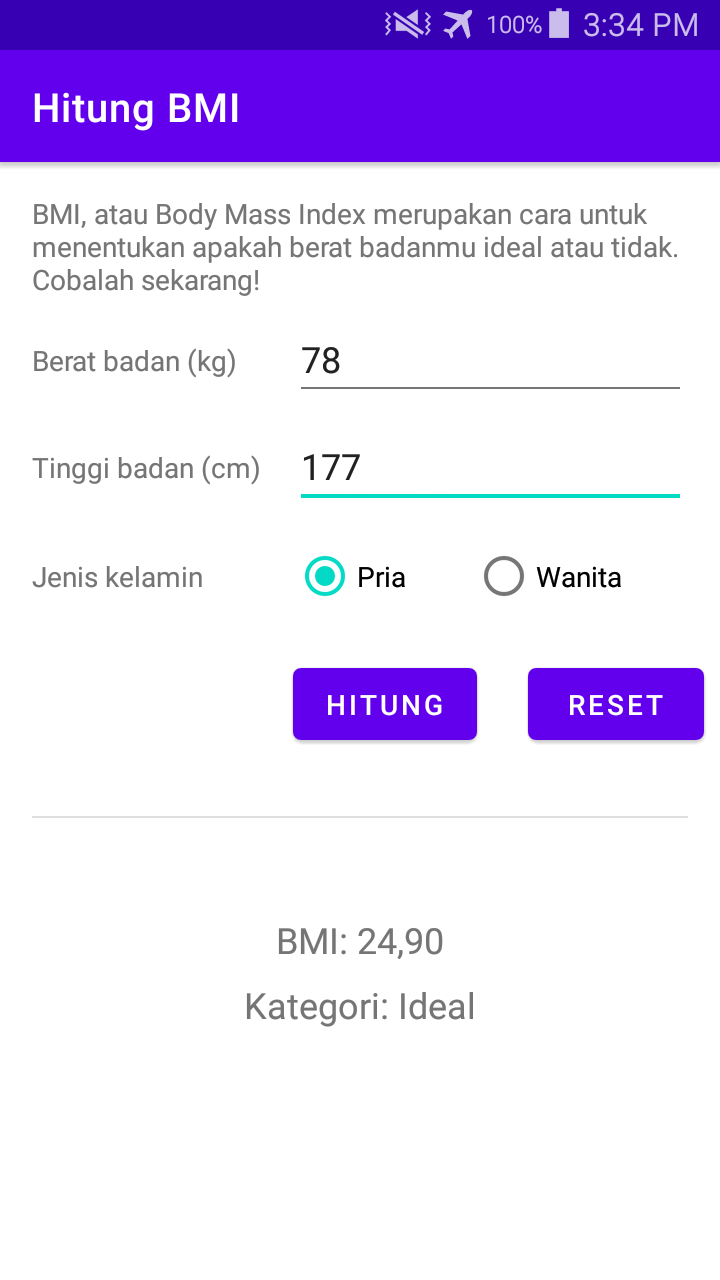 100% 3:34 PM
Hitung BMI
BMI, atau Body Mass Index merupakan cara untuk
menentukan apakah berat badanmu ideal atau tidak.
Cobalah sekarang!
Berat badan (kg) 78
Tinggi badan (cm) 177
Jenis kelamin Pria Wanita
HITUNG RESET
BMI: 24,90
Kategori: Ideal